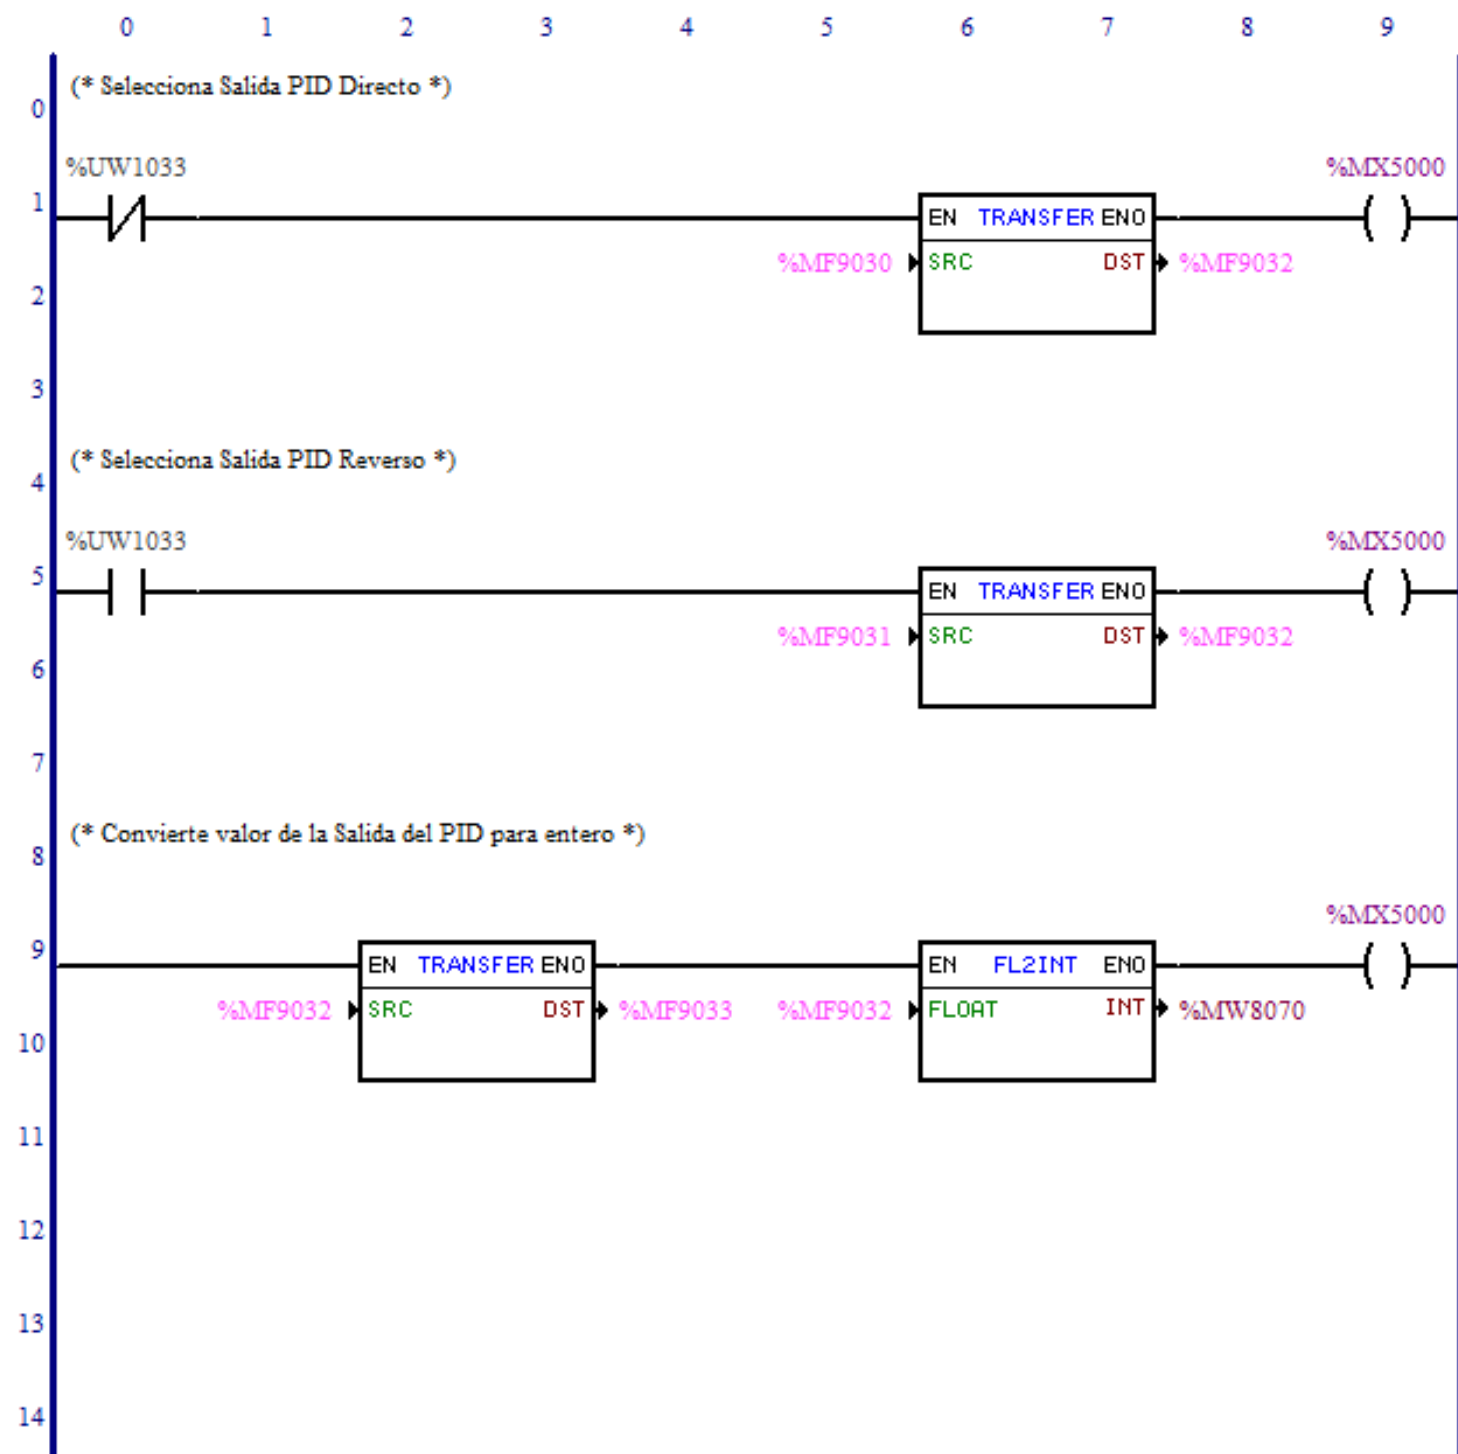 0 1 2 3 4 5 6 7 8 9
(* Selecciona Salida PID Directo *)
0
%UW1033 %MX5000
1
EN TRANSFER ENO
%MF9030 SRC DST %MF9032
2
3
(* Selecciona Salida PID Reverso *)
4
%UW1033 %MX5000
5
EN TRANSFER ENO
%MF9031 SRC DST %MF9032
6
7
(* Convierte valor de la Salida del PID para entero *)
8
%MX5000
9
EN TRANSFER ENO EN FL2INT ENO
%MF9032 SRC DST %MF9033 %MF9032 FLOAT INT %MW8070
10
11
12
13
14